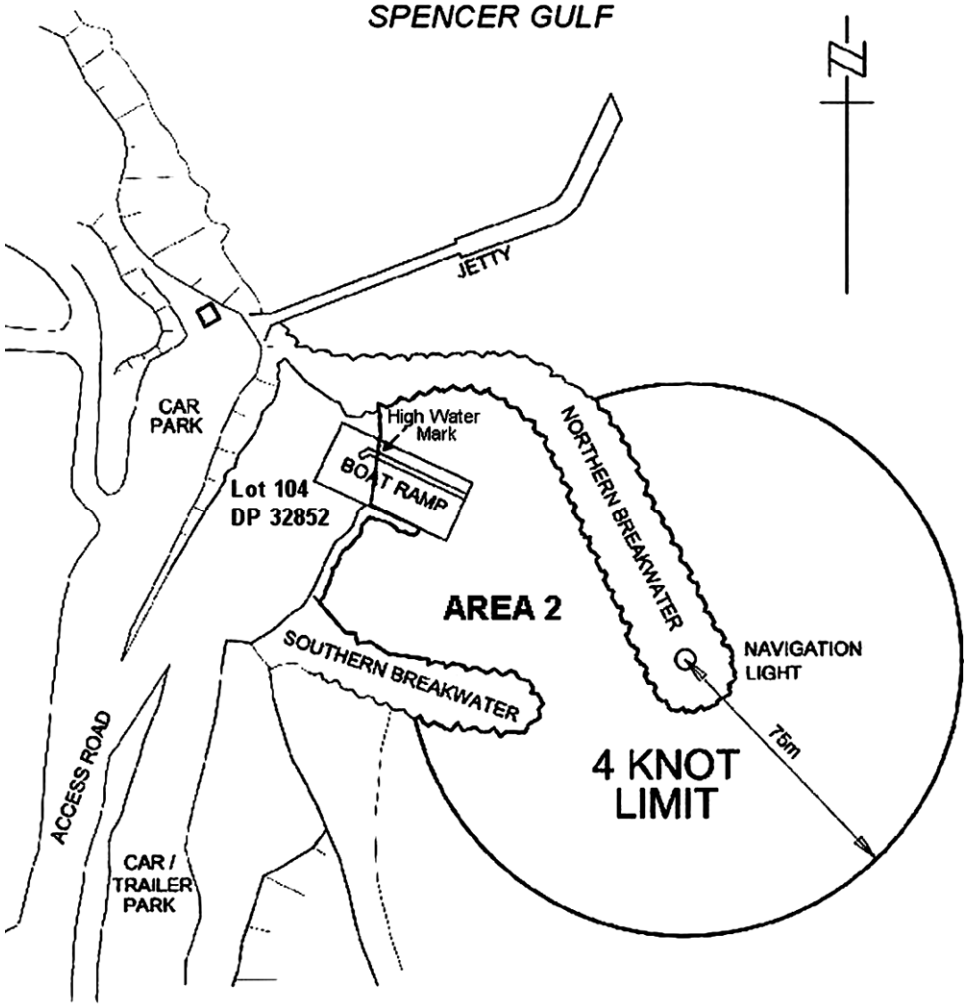 SPENCER GULF
N
JETTY
CAR
PARK
High Water
Mark
BOAT RAMP
Lot 104
DP 32852
NORTHERN BREAKWATER
AREA 2
SOUTHERN BREAKWATER
NAVIGATION
LIGHT
75m
4 KNOT
LIMIT
ACCESS ROAD
CAR /
TRAILER
PARK